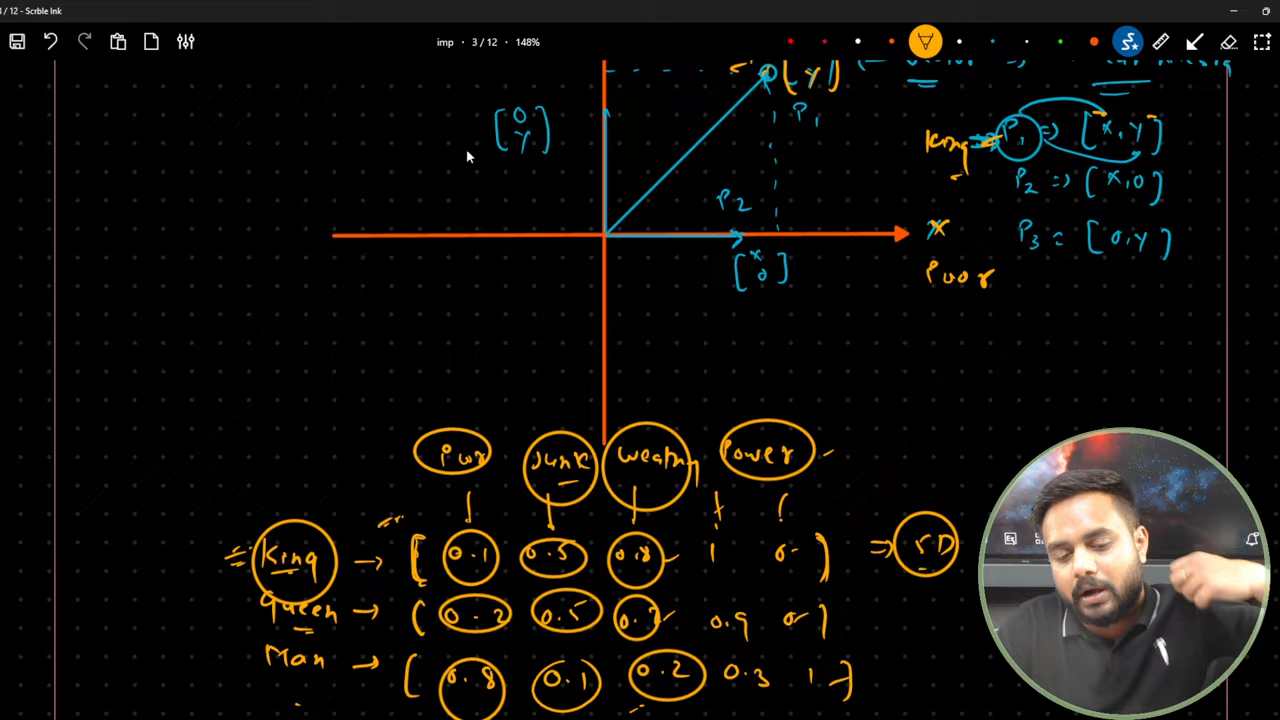 3 / 12 - Scrble Ink
imp • 3 / 12 • 148%
[ Y ]
P1
[0 Y]
King => P1 => [x, y]
P2 => [x, 0]
P2
P3 = [0, y]
x
[x 0]
Poor
Junk
Power
King → [ 0.1 0.5 0.8 1 0 ] => 5D
Queen → [ 0.2 0.5 0.7 0.9 0 ]
Man → [ 0.8 0.1 0.2 0.3 1 ]